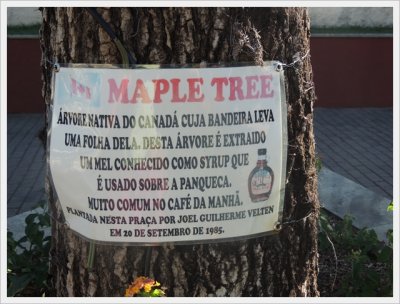 MAPLE TREE
ÁRVORE NATIVA DO CANADÁ CUJA BANDEIRA LEVA
UMA FOLHA DELA. DESTA ÁRVORE É EXTRAIDO
UM MEL CONHECIDO COMO SYRUP QUE
É USADO SOBRE A PANQUECA.
MUITO COMUM NO CAFÉ DA MANHÃ.
PLANTADA NESTA PRAÇA POR JOEL GUILHERME VELTEN
EM 20 DE SETEMBRO DE 1985.